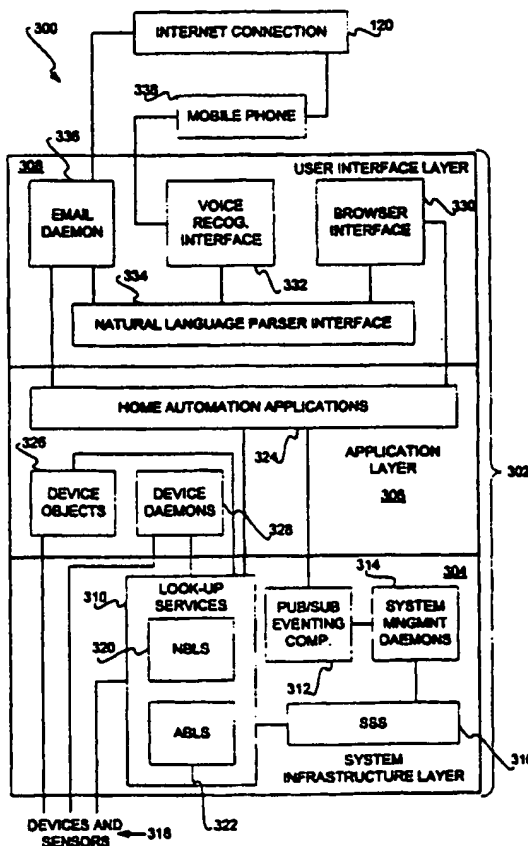 300
INTERNET CONNECTION
120
338
MOBILE PHONE
336
308
USER INTERFACE LAYER
EMAIL
DAEMON
VOICE
RECOG.
INTERFACE
BROWSER
INTERFACE
330
334
332
NATURAL LANGUAGE PARSER INTERFACE
HOME AUTOMATION APPLICATIONS
326
324
APPLICATION
LAYER
302
DEVICE
OBJECTS
DEVICE
DAEMONS
328
306
310
LOOK-UP
SERVICES
314
304
320
NBLS
PUB/SUB
EVENTING
COMP.
SYSTEM
MNGMNT
DAEMONS
312
ABLS
SSS
316
SYSTEM
INFRASTRUCTURE LAYER
DEVICES AND
SENSORS
318
322